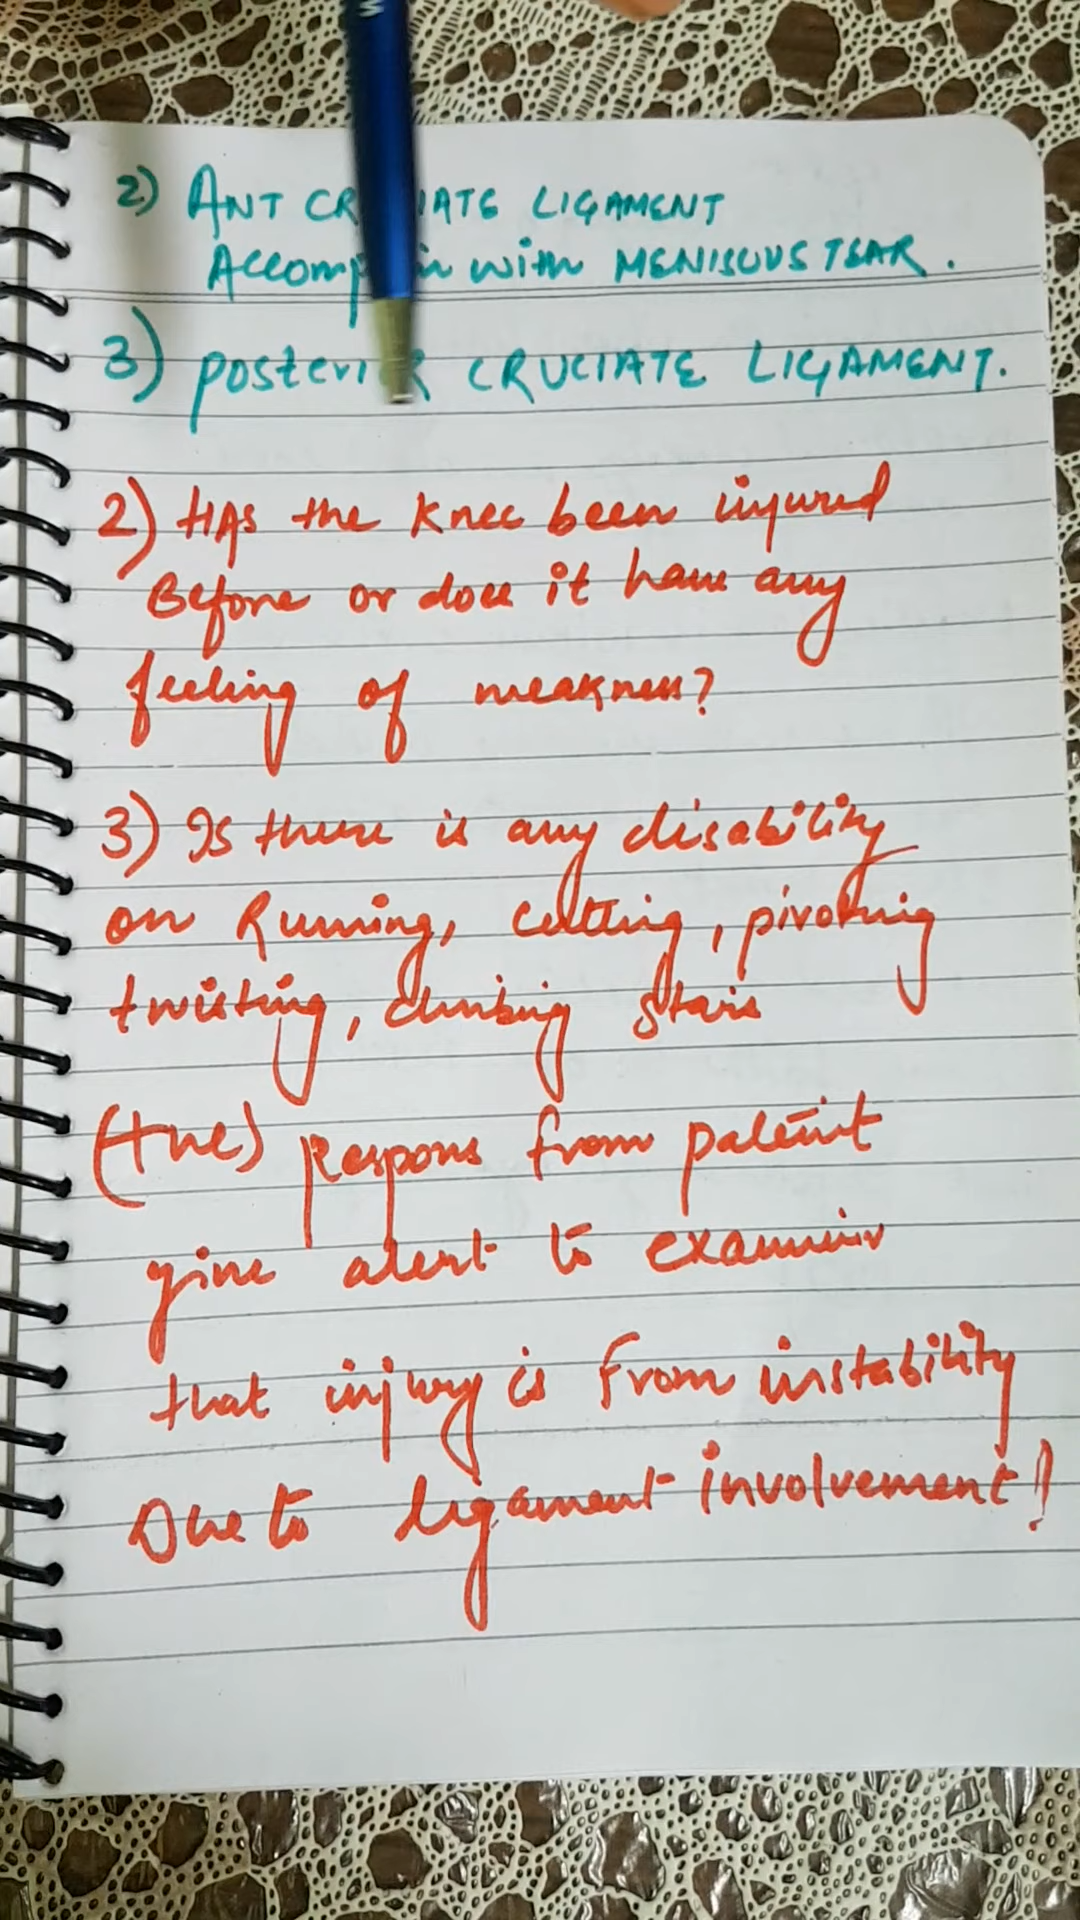 2) ANT CR IATE LIGAMENT
Accomp with MENISOUS TEAR.
3) posteri R CRUCIATE LIGAMENT.
2) HAs the knee been injured
Before or does it have any
feeling of weakness?
3) Is there is any disability
on Running, cutting, pivoting
twisting, climbing stairs
(+ve) Respons from patient
give alert to examiner
that injury is from instability
Due to ligament involvement!